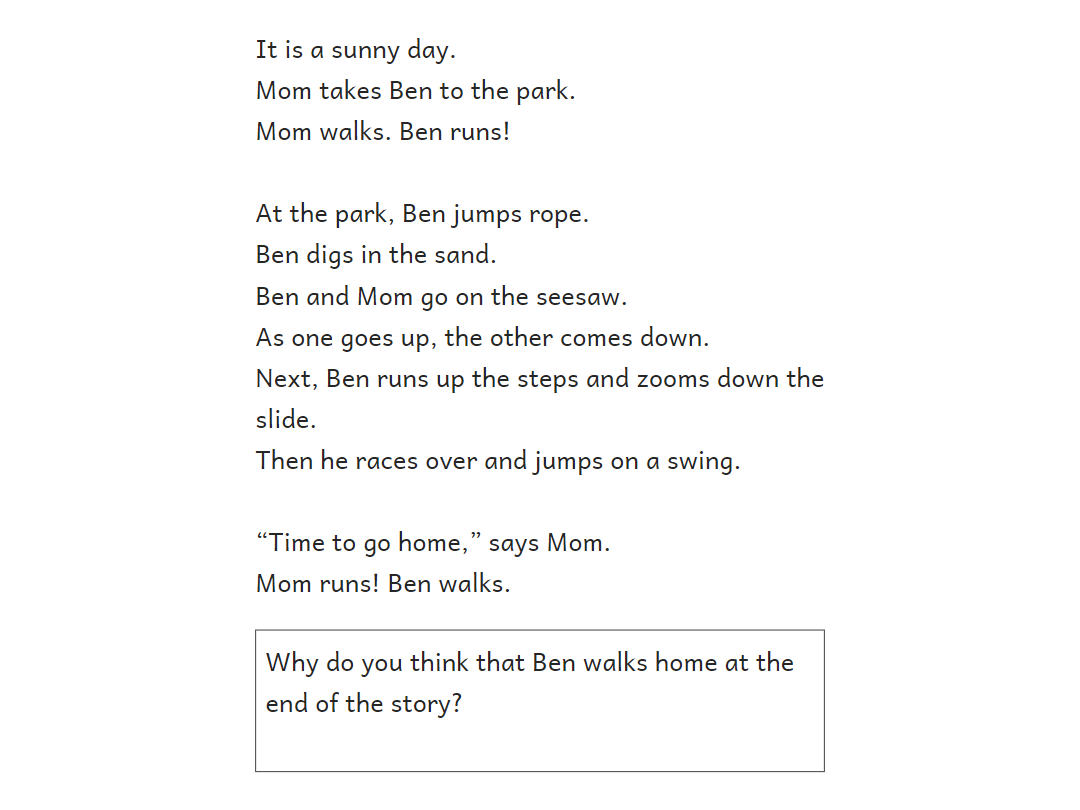 It is a sunny day.
Mom takes Ben to the park.
Mom walks. Ben runs!
At the park, Ben jumps rope.
Ben digs in the sand.
Ben and Mom go on the seesaw.
As one goes up, the other comes down.
Next, Ben runs up the steps and zooms down the
slide.
Then he races over and jumps on a swing.
“Time to go home,” says Mom.
Mom runs! Ben walks.
Why do you think that Ben walks home at the
end of the story?